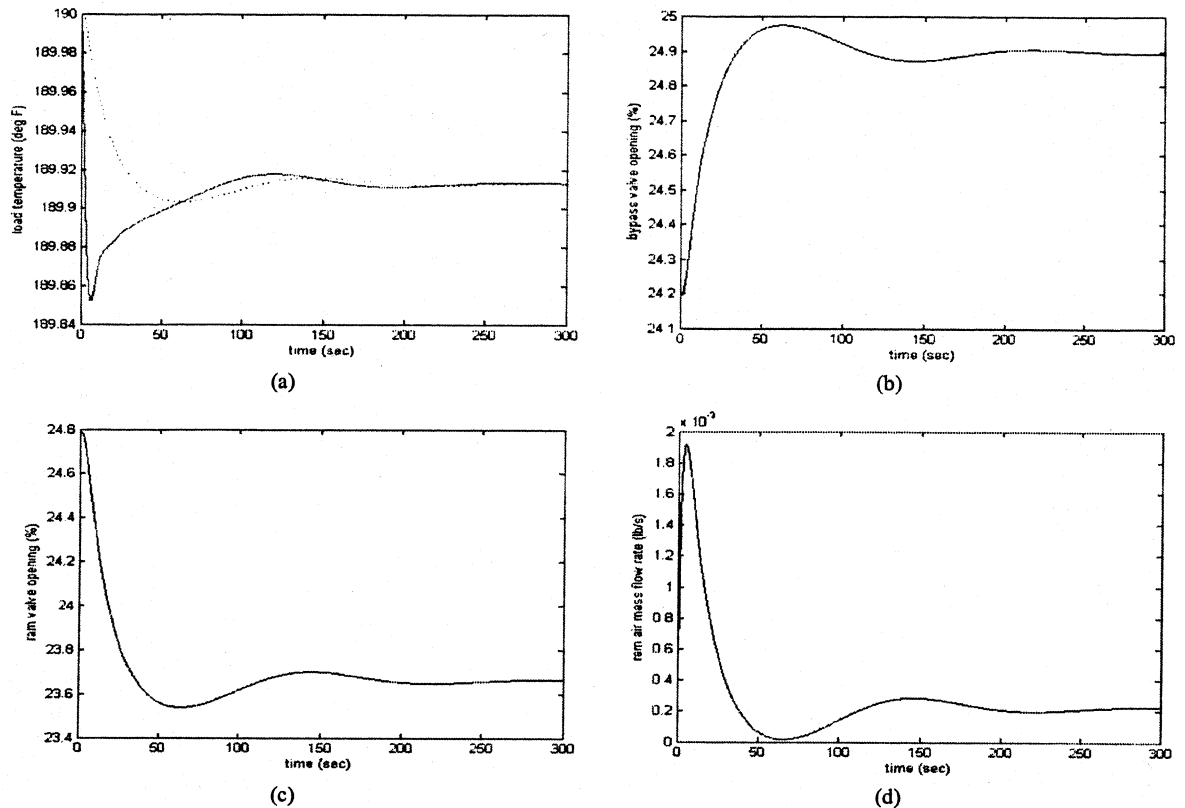 190
189.98
189.96
189.94
189.92
189.9
189.88
189.86
189.84
load temperature (deg F)
0 50 100 150 200 250 300
time (sec)
(a)
25
24.9
24.8
24.7
24.6
24.5
24.4
24.3
24.2
24.1
bypass valve opening (%)
0 50 100 150 200 250 300
time (sec)
(b)
24.8
24.6
24.4
24.2
24
23.8
23.6
23.4
ram valve opening (%)
0 50 100 150 200 250 300
time (sec)
(c)
x 10⁻³
2
1.8
1.6
1.4
1.2
1
0.8
0.6
0.4
0.2
0
ram air mass flow rate (lb/s)
0 50 100 150 200 250 300
time (sec)
(d)